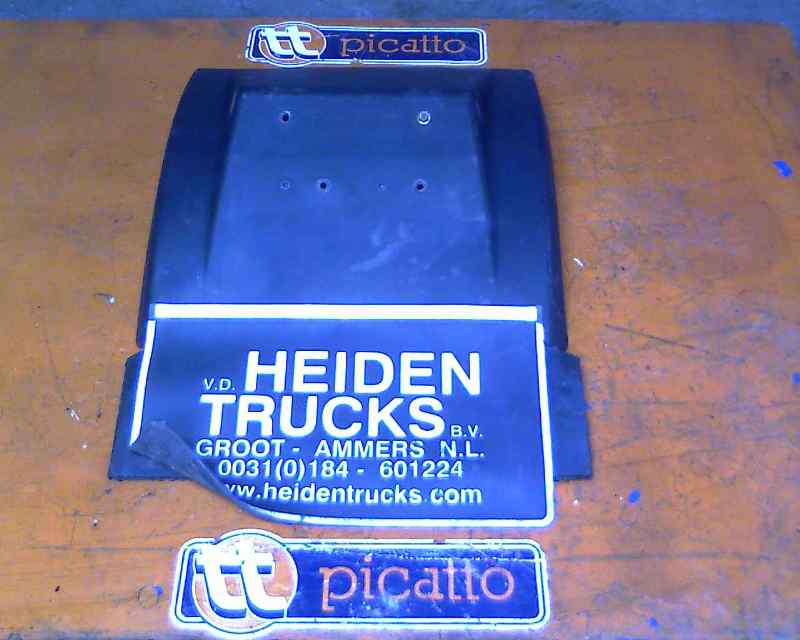 tt picatto
V.D. HEIDEN
TRUCKS B.V.
GROOT - AMMERS N.L.
0031(0)184 - 601224
ww.heidentrucks.com
tt picatto